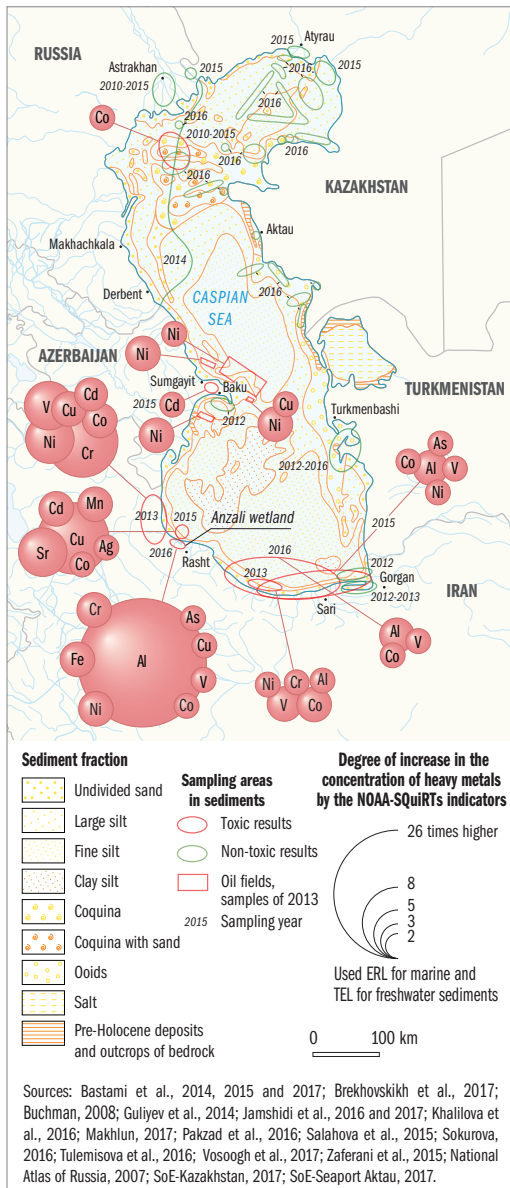 RUSSIA
Atyrau
2015
Astrakhan
2015
2015
2010-2015
2016
2016
2016
Co
2010-2015
2016
2016
2016
KAZAKHSTAN
Aktau
Makhachkala
2014
CASPIAN
SEA
2016
Derbent
Ni
Ni
AZERBAIJAN
Sumgayit
Baku
TURKMENISTAN
Cd
V
Cu
Co
Ni
Cr
2015
Cd
Ni
2012
Cu
Ni
Turkmenbashi
2012-2016
As
Co
Al
V
Ni
Cd
Mn
Cu
Ag
Sr
Co
2013
2015
Anzali wetland
2015
2016
Rasht
2016
2013
2012
Gorgan
2012-2013
Sari
IRAN
Cr
As
Cu
Fe
Al
V
Ni
Co
Ni
Cr
Al
V
Co
Al
V
Co
Sediment fraction
Undivided sand
Large silt
Fine silt
Clay silt
Coquina
Coquina with sand
Ooids
Salt
Pre-Holocene deposits
and outcrops of bedrock
Sampling areas
in sediments
Toxic results
Non-toxic results
Oil fields,
samples of 2013
2015 Sampling year
Degree of increase in the
concentration of heavy metals
by the NOAA-SQuiRTs indicators
26 times higher
8
5
3
2
Used ERL for marine and
TEL for freshwater sediments
0 100 km
Sources: Bastami et al., 2014, 2015 and 2017; Brekhovskikh et al., 2017;
Buchman, 2008; Guliyev et al., 2014; Jamshidi et al., 2016 and 2017; Khalilova et
al., 2016; Makhlun, 2017; Pakzad et al., 2016; Salahova et al., 2015; Sokurova,
2016; Tulemisova et al., 2016; Vosoogh et al., 2017; Zaferani et al., 2015; National
Atlas of Russia, 2007; SoE-Kazakhstan, 2017; SoE-Seaport Aktau, 2017.